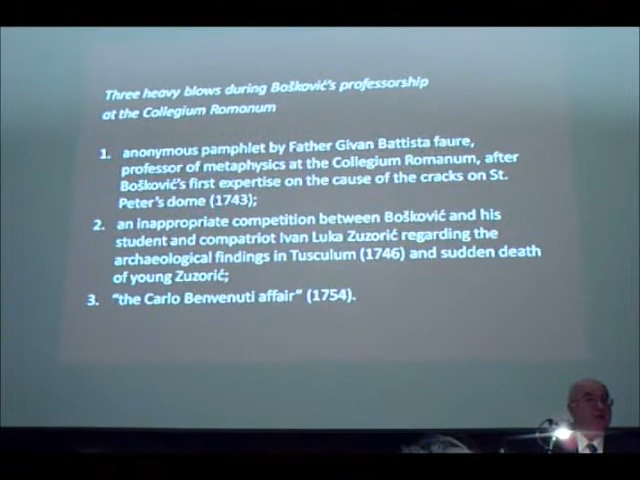 Three heavy blows during Bošković's professorship
at the Collegium Romanum
1. anonymous pamphlet by Father Givan Battista faure,
professor of metaphysics at the Collegium Romanum, after
Bošković's first expertise on the cause of the cracks on St.
Peter's dome (1743);
2. an inappropriate competition between Bošković and his
student and compatriot Ivan Luka Zuzorić regarding the
archaeological findings in Tusculum (1746) and sudden death
of young Zuzorić;
3. "the Carlo Benvenuti affair" (1754).